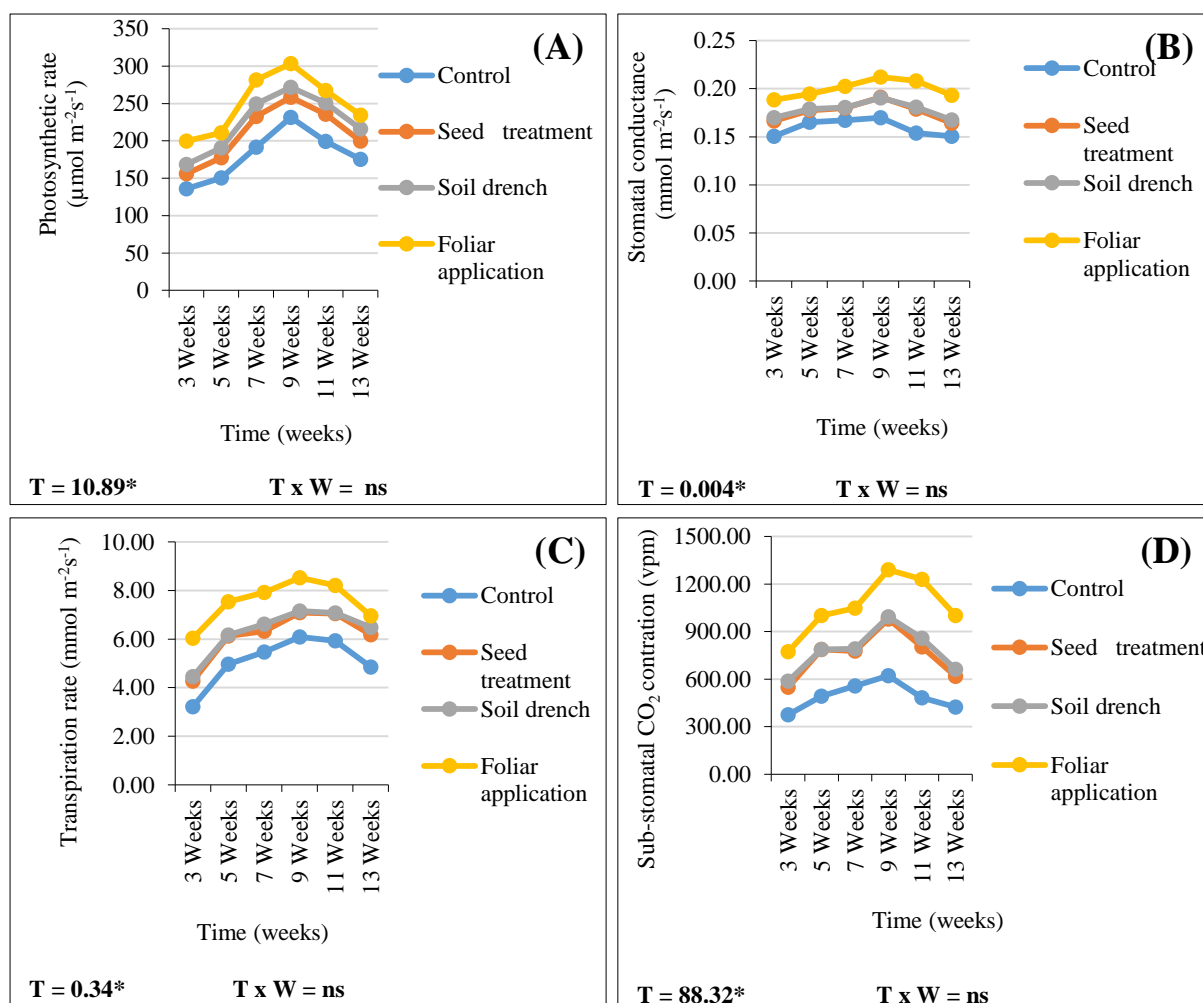 (A)
Photosynthetic rate
(µmol m-2s-1)
350
300
250
200
150
100
50
0
3 Weeks
5 Weeks
7 Weeks
9 Weeks
11 Weeks
13 Weeks
Time (weeks)
Control
Seed treatment
Soil drench
Foliar
application
T = 10.89* T x W = ns
(B)
Stomatal conductance
(mmol m-2s-1)
0.25
0.20
0.15
0.10
0.05
0.00
3 Weeks
5 Weeks
7 Weeks
9 Weeks
11 Weeks
13 Weeks
Time (weeks)
Control
Seed
treatment
Soil drench
Foliar
application
T = 0.004* T x W = ns
(C)
Transpiration rate (mmol m-2s-1)
10.00
8.00
6.00
4.00
2.00
0.00
3 Weeks
5 Weeks
7 Weeks
9 Weeks
11 Weeks
13 Weeks
Time (weeks)
Control
Seed
treatment
Soil drench
Foliar
application
T = 0.34* T x W = ns
(D)
Sub-stomatal CO2 contration (vpm)
1500.00
1200.00
900.00
600.00
300.00
0.00
3 Weeks
5 Weeks
7 Weeks
9 Weeks
11 Weeks
13 Weeks
Time (weeks)
Control
Seed treatment
Soil drench
Foliar
application
T = 88.32* T x W = ns